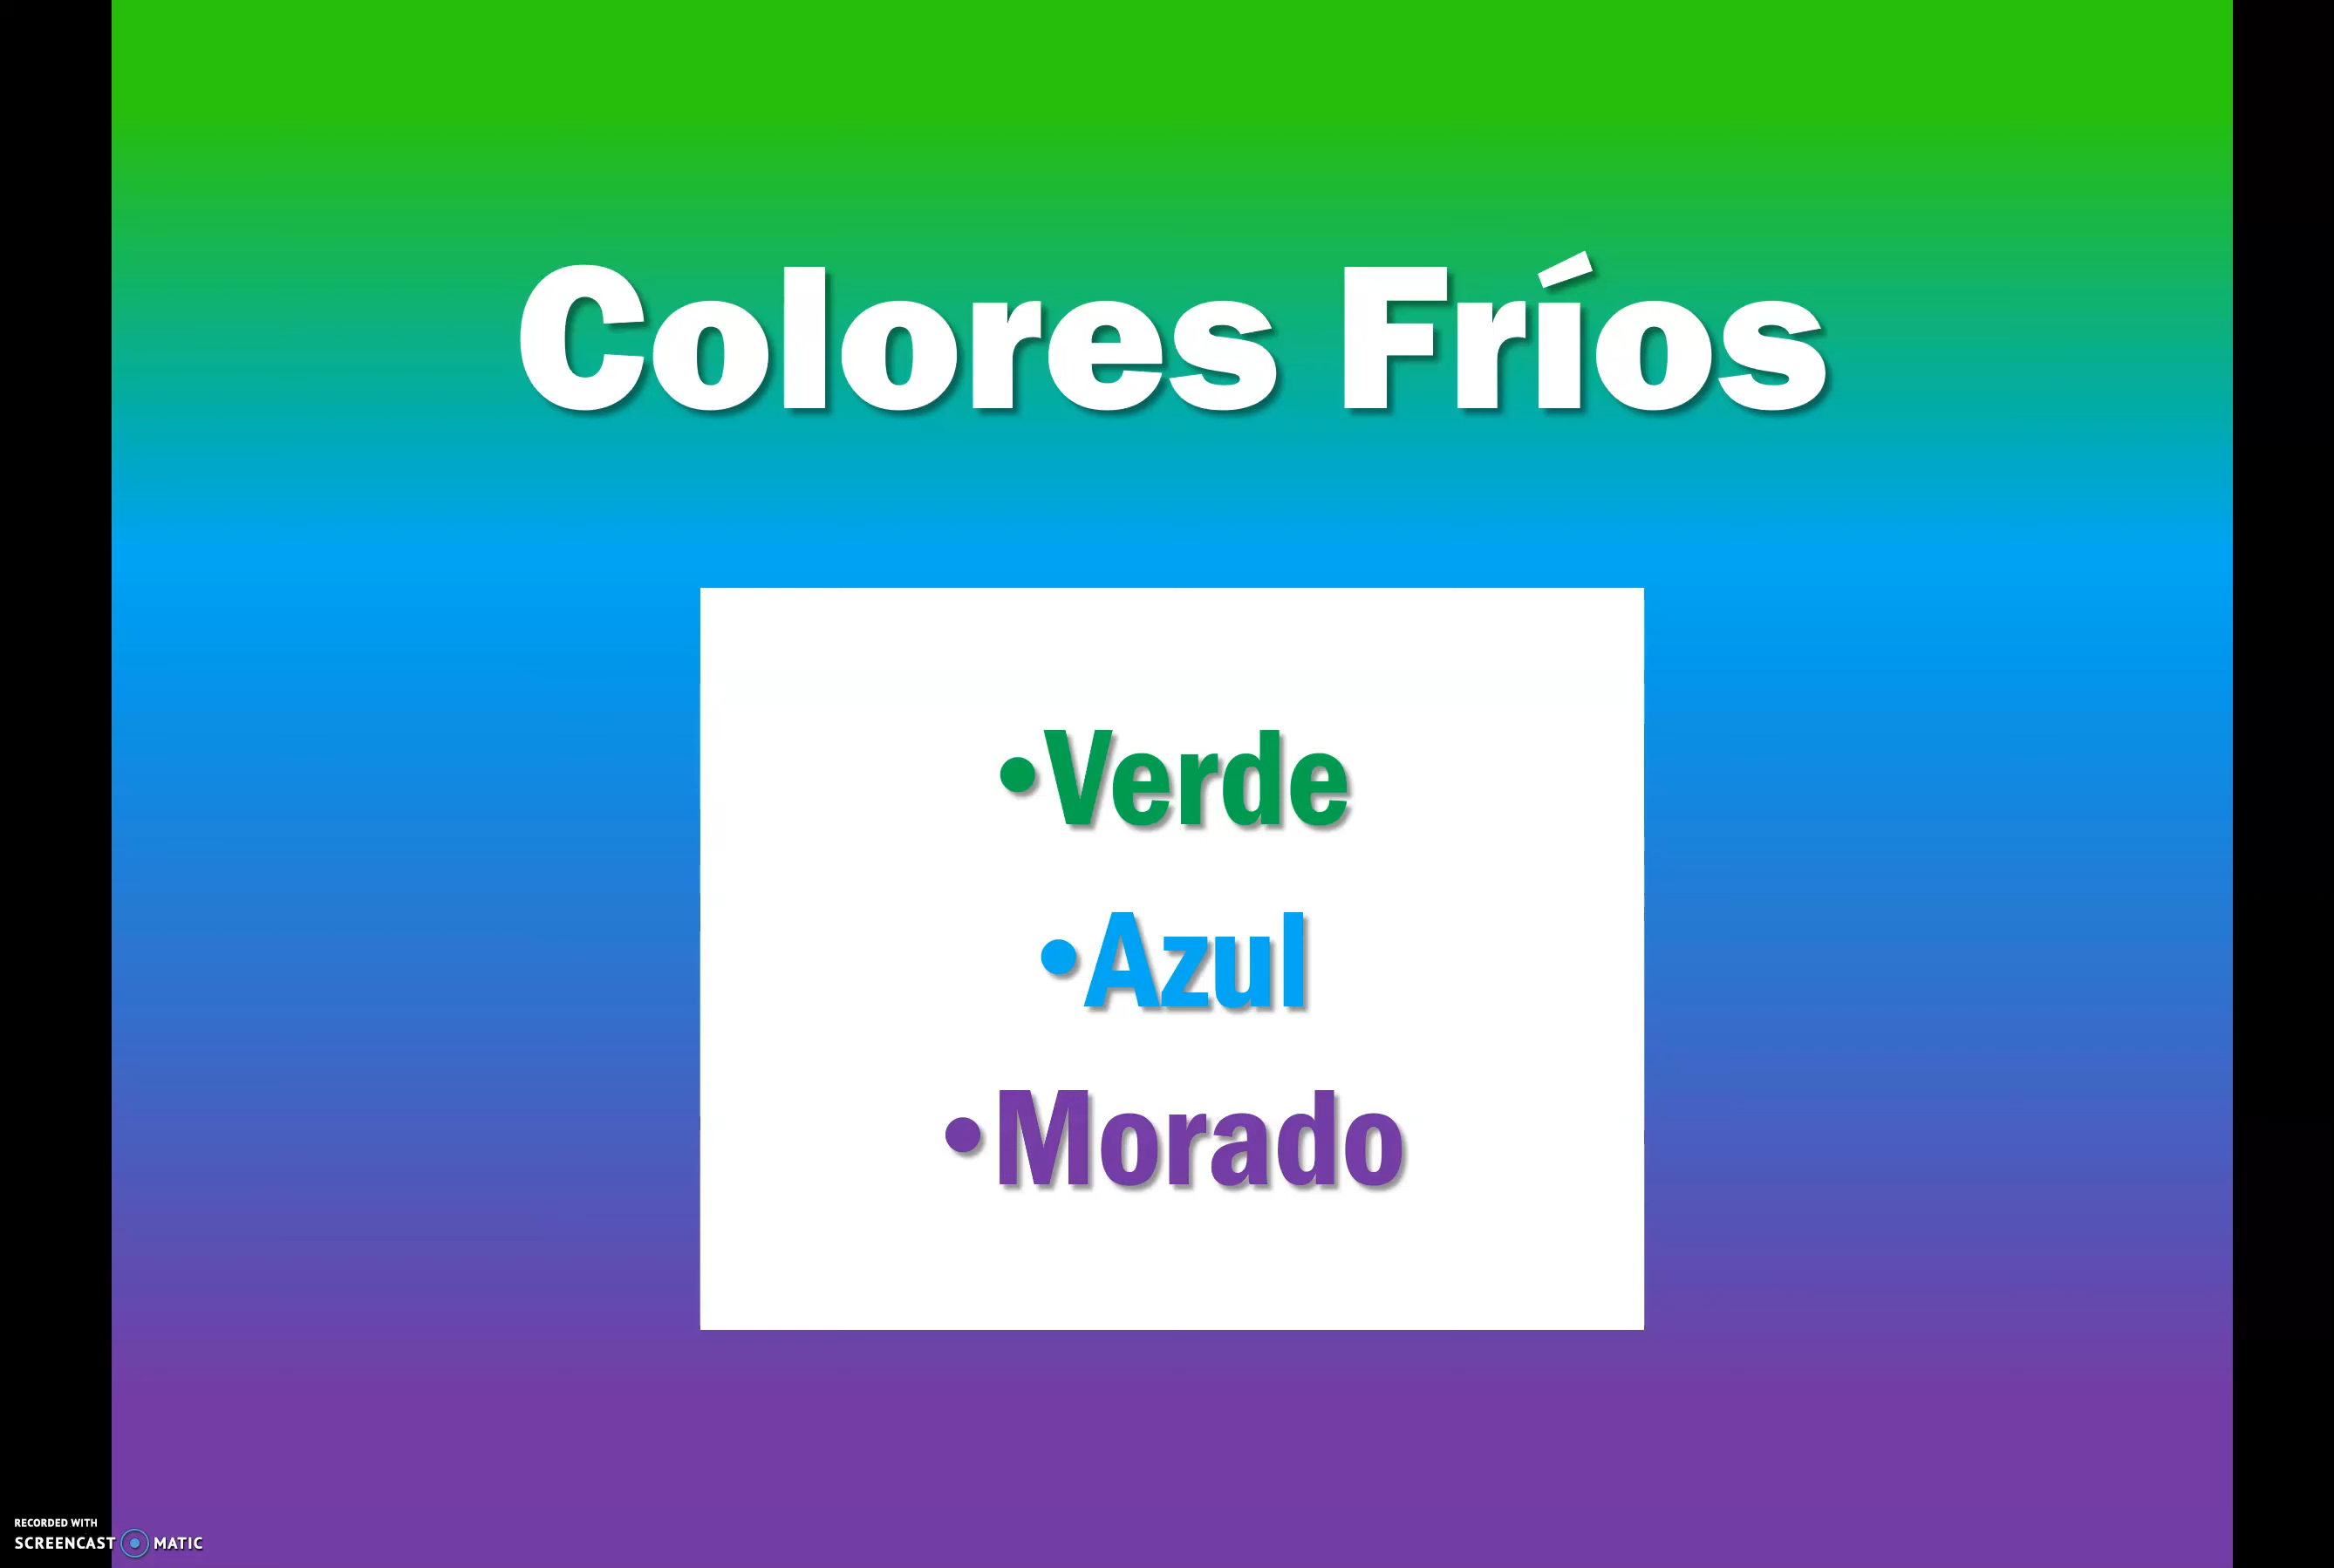 Colores Fríos
•Verde
•Azul
•Morado
RECORDED WITH
SCREENCAST MATIC